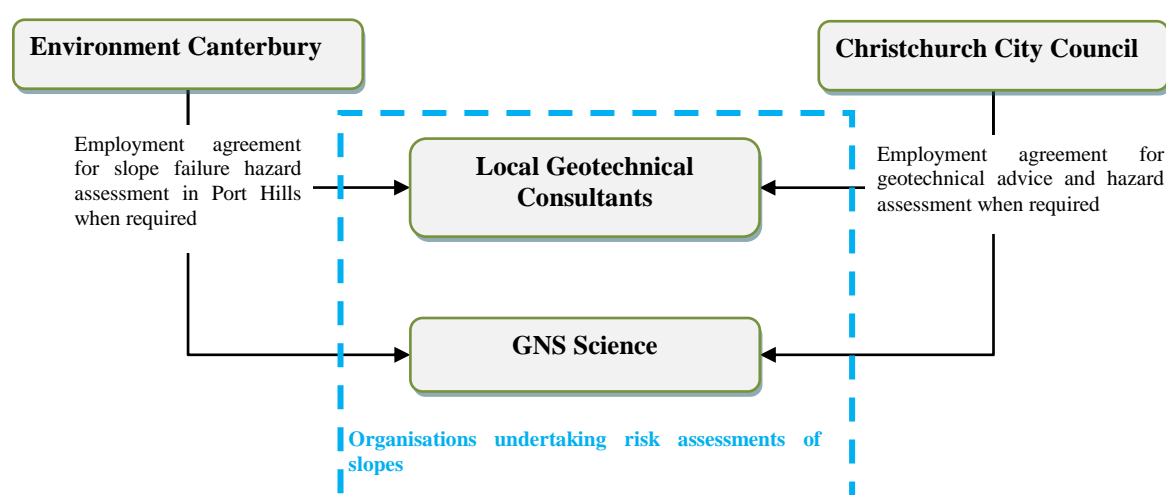 Environment Canterbury
Christchurch City Council
Employment agreement
for slope failure hazard
assessment in Port Hills
when required
Local Geotechnical
Consultants
Employment agreement for
geotechnical advice and hazard
assessment when required
GNS Science
Organisations undertaking risk assessments of
slopes